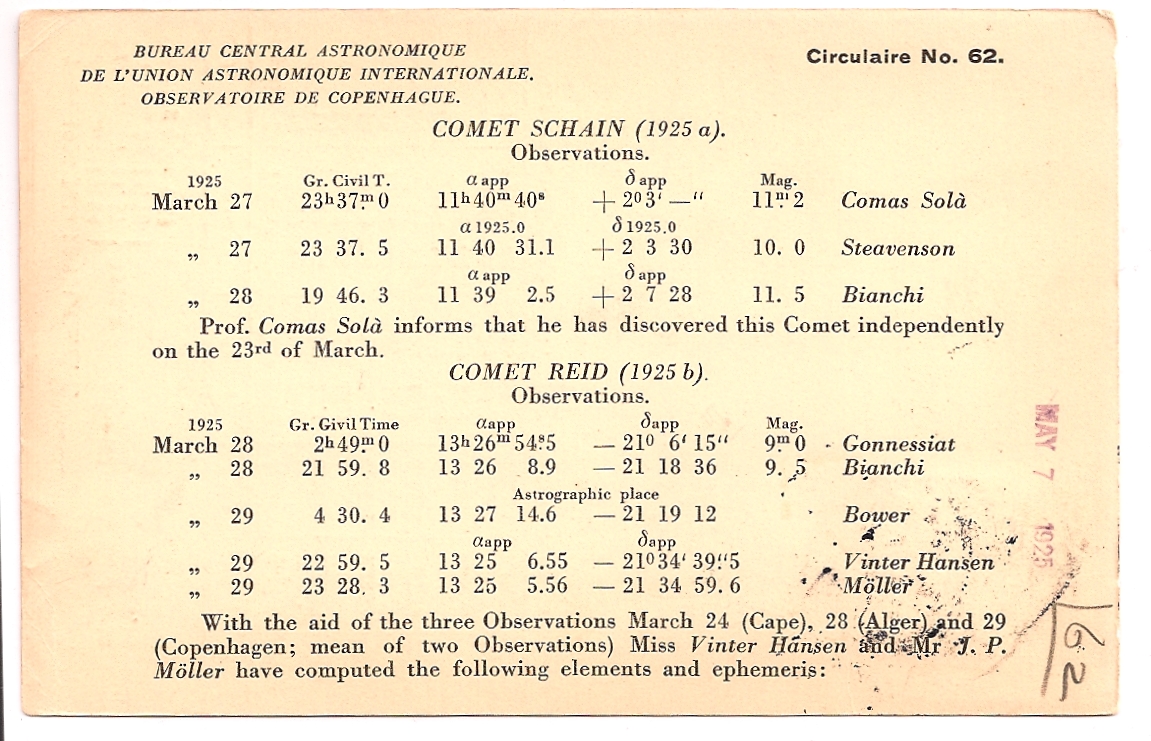 BUREAU CENTRAL ASTRONOMIQUE
DE L'UNION ASTRONOMIQUE INTERNATIONALE.
OBSERVATOIRE DE COPENHAGUE.
Circulaire No. 62.
COMET SCHAIN (1925 a).
Observations.
1925 Gr. Civil T. α app δ app Mag.
March 27 23ʰ37ᵐ.0 11ʰ40ᵐ40ˢ + 2⁰3‘ —“ 11ᵐ.2 Comas Solà
α 1925.0 δ 1925.0
„ 27 23 37. 5 11 40 31.1 + 2 3 30 10. 0 Steavenson
α app δ app
„ 28 19 46. 3 11 39 2.5 + 2 7 28 11. 5 Bianchi
Prof. Comas Solà informs that he has discovered this Comet independently
on the 23rd of March.
COMET REID (1925 b).
Observations.
1925 Gr. Givil Time αapp δapp Mag.
March 28 2ʰ49ᵐ.0 13ʰ26ᵐ54ˢ.5 — 21⁰ 6‘ 15“ 9ᵐ.0 Gonnessiat
„ 28 21 59. 8 13 26 8.9 — 21 18 36 9. 5 Bianchi
Astrographic place
„ 29 4 30. 4 13 27 14.6 — 21 19 12 Bower
αapp δapp
„ 29 22 59. 5 13 25 6.55 — 21⁰34‘ 39“.5 Vinter Hansen
„ 29 23 28. 3 13 25 5.56 — 21 34 59. 6 Möller
With the aid of the three Observations March 24 (Cape), 28 (Alger) and 29
(Copenhagen; mean of two Observations) Miss Vinter Hansen and Mr J. P.
Möller have computed the following elements and ephemeris:
MAY 7 1925
62